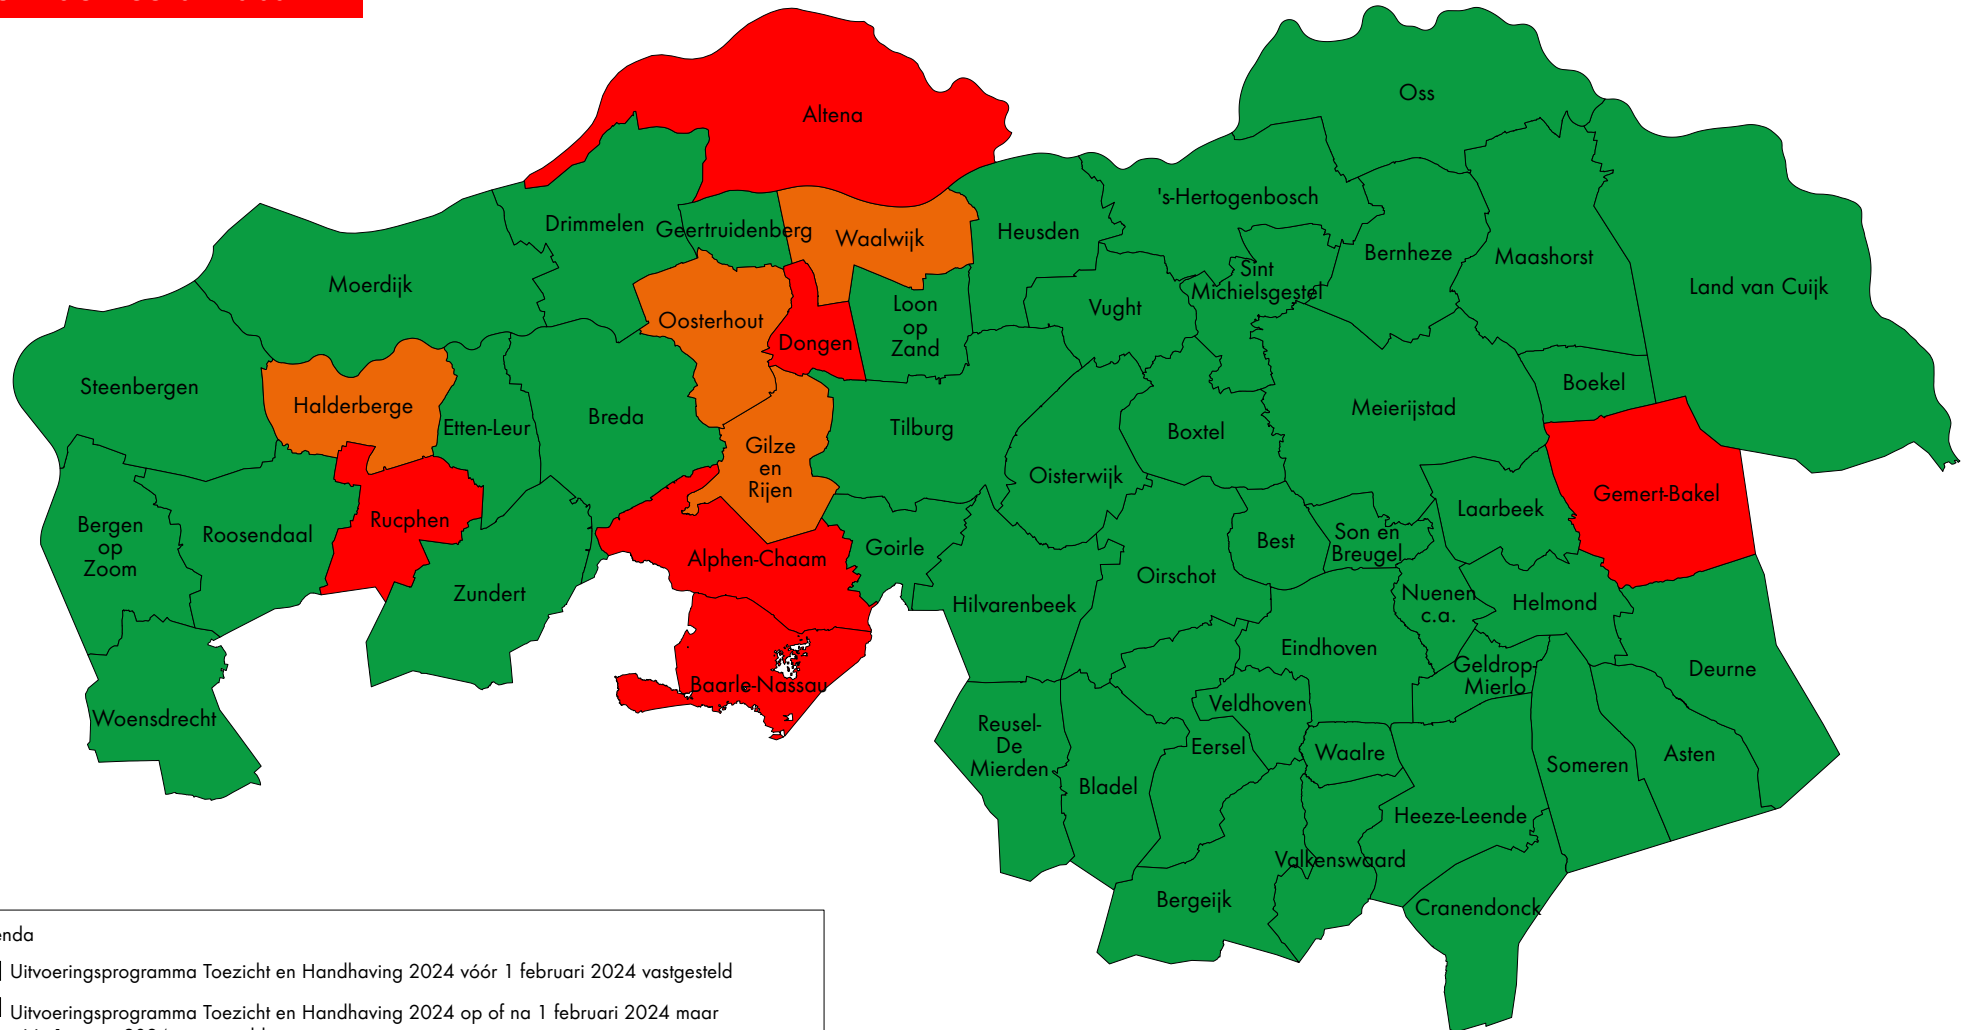 Altena
Oss
's-Hertogenbosch
Drimmelen
Geertruidenberg
Waalwijk
Heusden
Bernheze
Maashorst
Sint
Michielsgestel
Land van Cuijk
Moerdijk
Vught
Loon
op
Zand
Oosterhout
Dongen
Steenbergen
Halderberge
Etten-Leur
Breda
Tilburg
Boxtel
Meierijstad
Boekel
Gilze
en
Rijen
Oisterwijk
Gemert-Bakel
Laarbeek
Bergen
op
Zoom
Roosendaal
Rucphen
Alphen-Chaam
Goirle
Best
Son en
Breugel
Zundert
Oirschot
Hilvarenbeek
Nuenen
c.a.
Helmond
Eindhoven
Geldrop-
Mierlo
Deurne
Baarle-Nassau
Woensdrecht
Veldhoven
Reusel-
De
Mierden
Eersel
Waalre
Someren
Asten
Bladel
Heeze-Leende
Valkenswaard
Bergeijk
Cranendonck
Uitvoeringsprogramma Toezicht en Handhaving 2024 vóór 1 februari 2024 vastgesteld
Uitvoeringsprogramma Toezicht en Handhaving 2024 op of na 1 februari 2024 maar